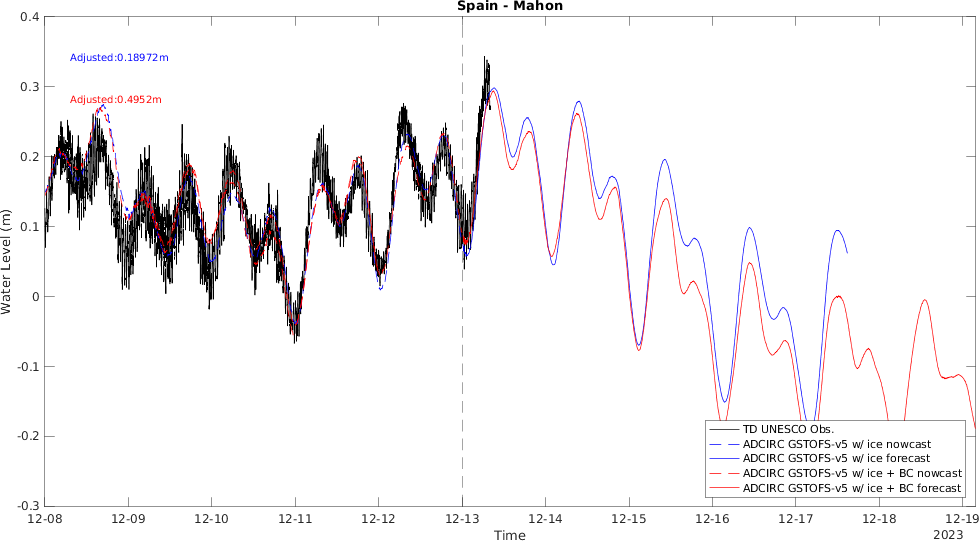 Spain - Mahon
0.4
0.3
0.2
0.1
0
-0.1
-0.2
-0.3
Water Level (m)
Adjusted:0.18972m
Adjusted:0.4952m
TD UNESCO Obs.
ADCIRC GSTOFS-v5 w/ ice nowcast
ADCIRC GSTOFS-v5 w/ ice forecast
ADCIRC GSTOFS-v5 w/ ice + BC nowcast
ADCIRC GSTOFS-v5 w/ ice + BC forecast
12-08 12-09 12-10 12-11 12-12 12-13 12-14 12-15 12-16 12-17 12-18 12-19
Time
2023